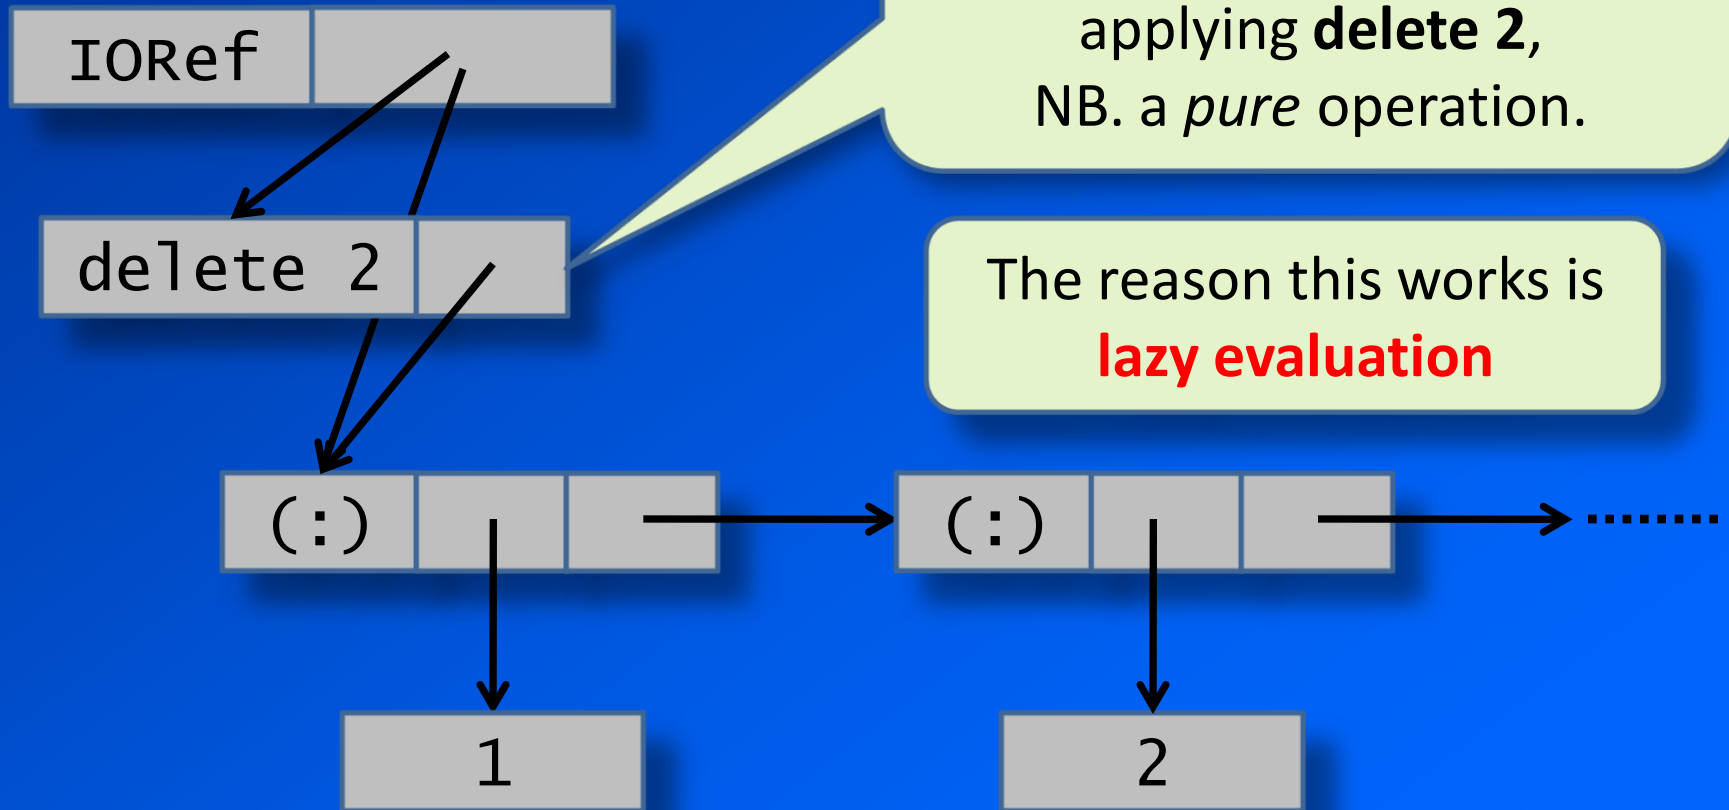 IORef
applying delete 2,
NB. a pure operation.
delete 2
The reason this works is
lazy evaluation
(:)
(:)
1
2